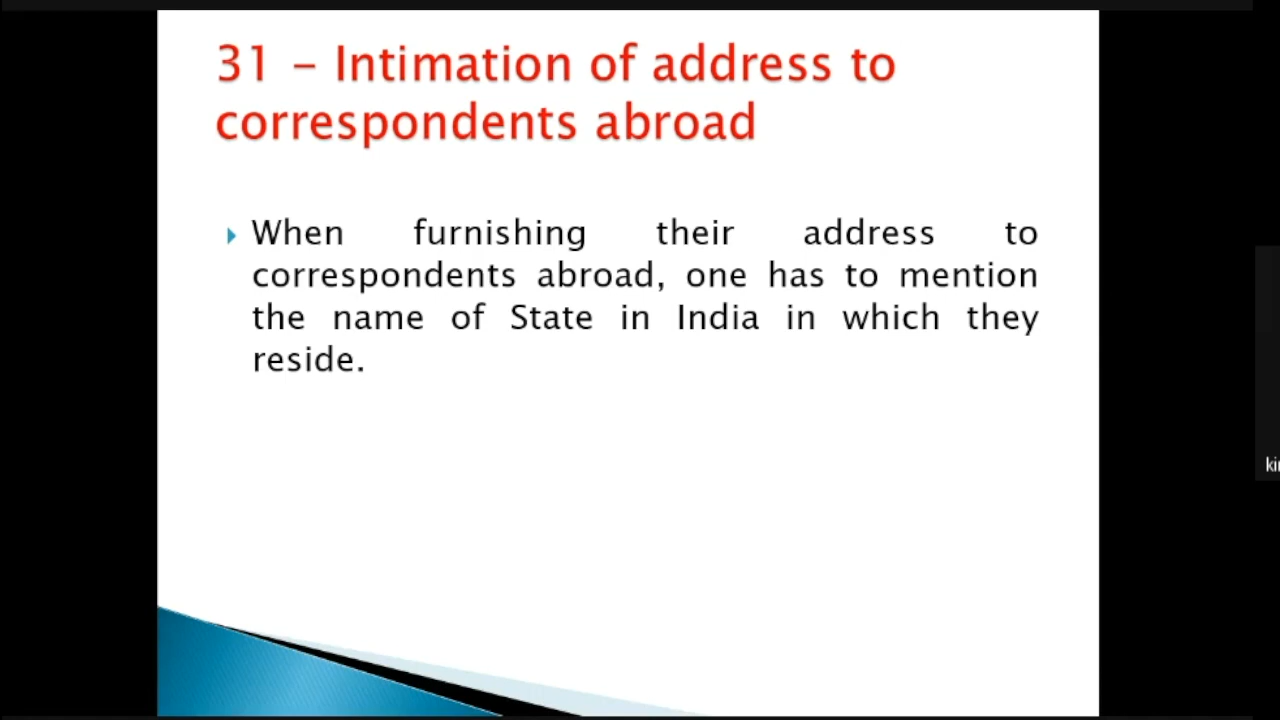 31 – Intimation of address to
correspondents abroad
When furnishing their address to
correspondents abroad, one has to mention
the name of State in India in which they
reside.